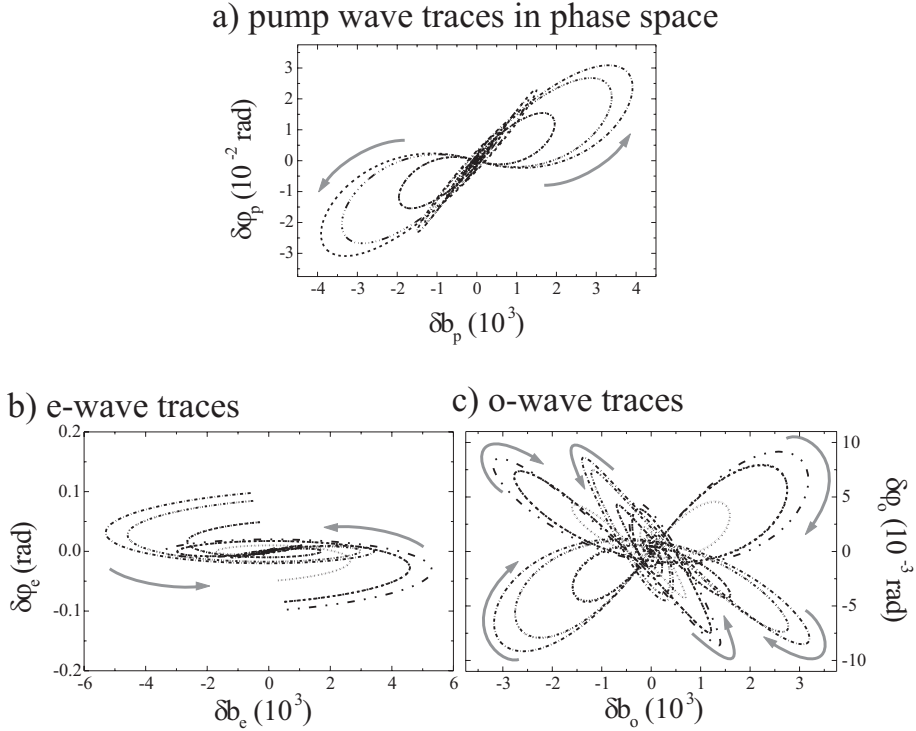 a) pump wave traces in phase space
3
2
1
0
-1
-2
-3
δφₚ (10⁻² rad)
-4 -3 -2 -1 0 1 2 3 4
δbₚ (10³)
b) e-wave traces
0.2
0.1
0.0
-0.1
-0.2
δφₑ (rad)
-6 -4 -2 0 2 4 6
δbₑ (10³)
c) o-wave traces
10
5
0
-5
-10
δφₒ (10⁻³ rad)
-3 -2 -1 0 1 2 3
δbₒ (10³)